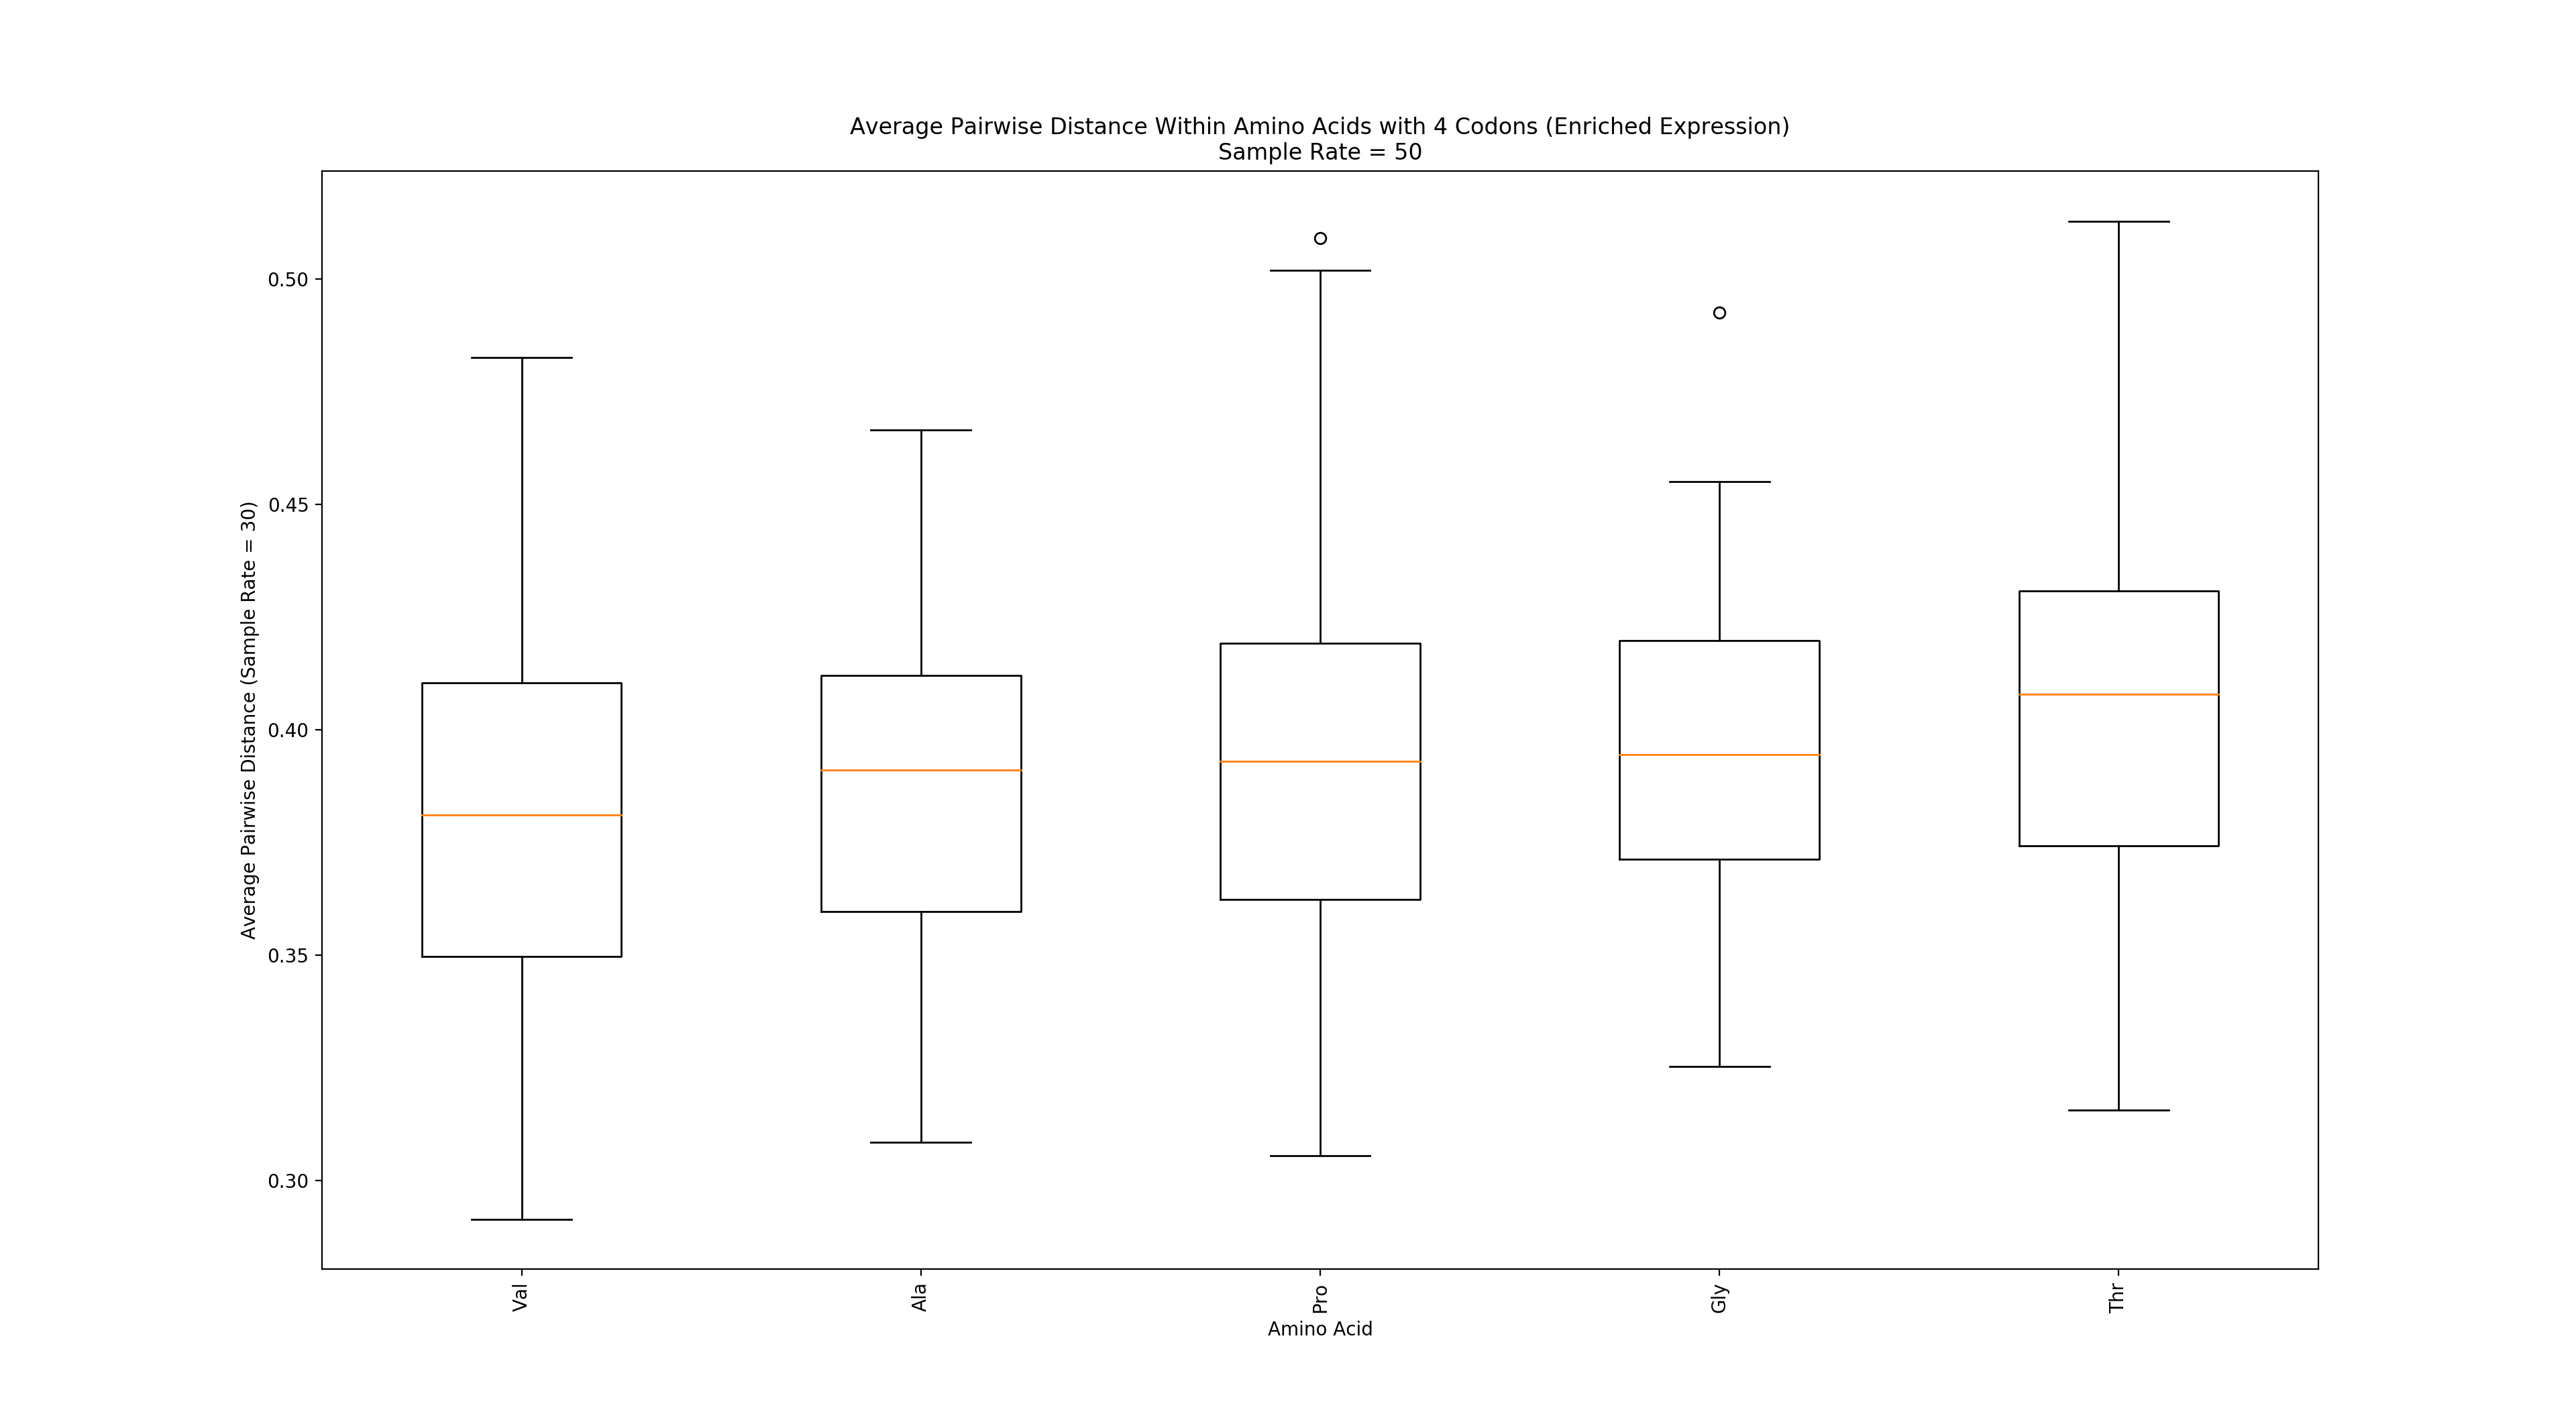 Average Pairwise Distance Within Amino Acids with 4 Codons (Enriched Expression)
Sample Rate = 50
Average Pairwise Distance (Sample Rate = 30)
0.50
0.45
0.40
0.35
0.30
Val
Ala
Pro
Gly
Thr
Amino Acid